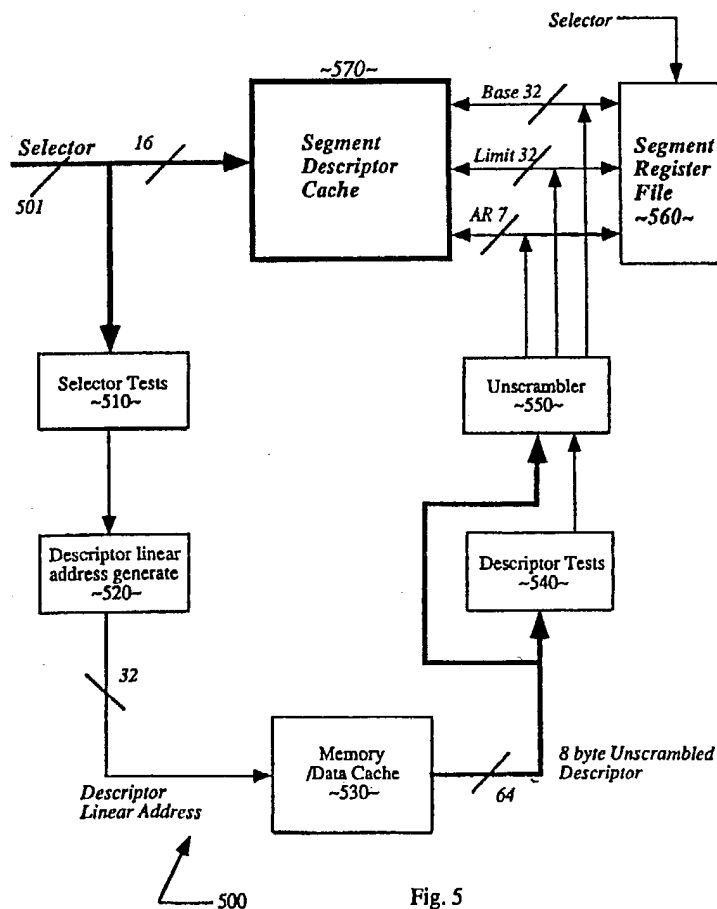 Selector
~570~
Base 32
16
Selector
Segment
Descriptor
Cache
Limit 32
Segment
Register
File
~560~
501
AR 7
Selector Tests
~510~
Unscrambler
~550~
Descriptor linear
address generate
~520~
Descriptor Tests
~540~
32
Memory
/Data Cache
~530~
8 byte Unscrambled
Descriptor
64
Descriptor
Linear Address
500
Fig. 5